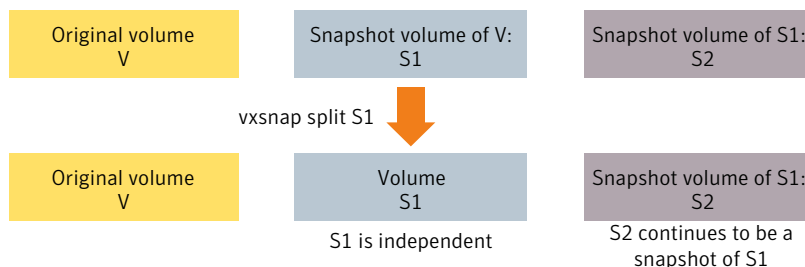 Original volume
V
Snapshot volume of V:
S1
Snapshot volume of S1:
S2
vxsnap split S1
Original volume
V
Volume
S1
Snapshot volume of S1:
S2
S1 is independent
S2 continues to be a
snapshot of S1